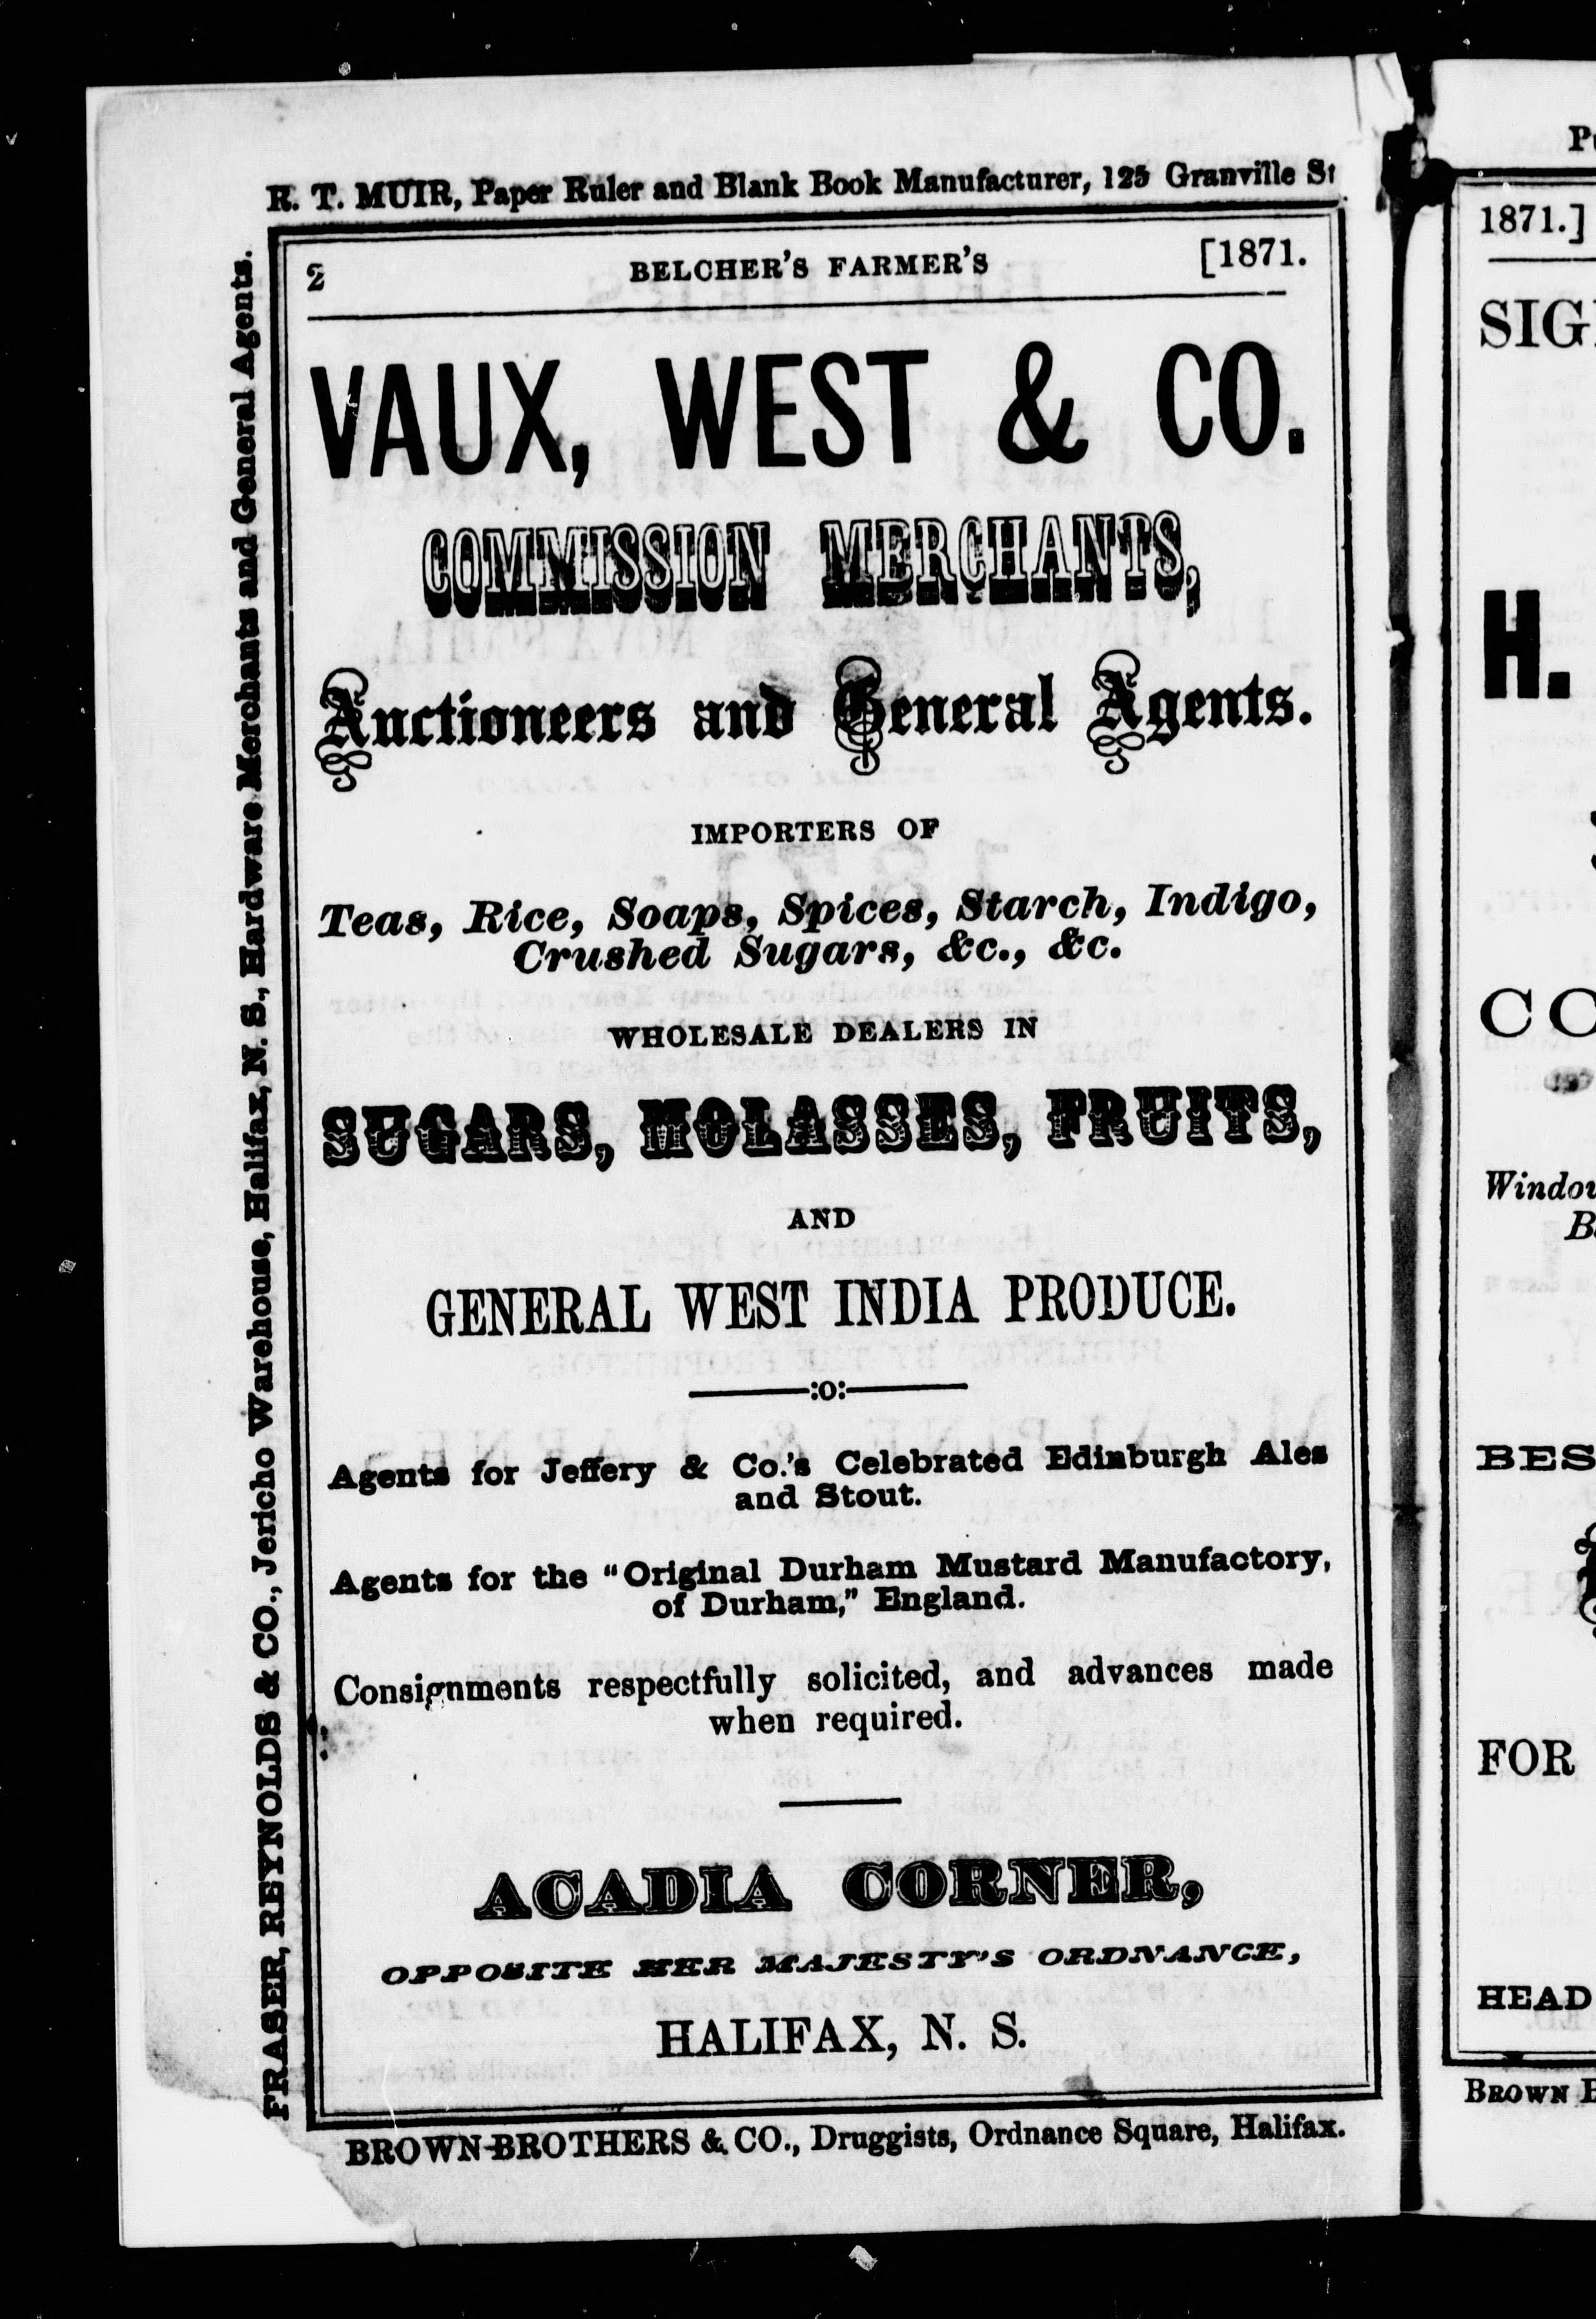 R. T. MUIR, Paper Ruler and Blank Book Manufacturer, 125 Granville St
2 BELCHER'S FARMER'S [1871.
VAUX, WEST & CO.
COMMISSION MERCHANTS,
Auctioneers and General Agents.
IMPORTERS OF
Teas, Rice, Soaps, Spices, Starch, Indigo,
Crushed Sugars, &c., &c.
WHOLESALE DEALERS IN
SUGARS, MOLASSES, FRUITS,
AND
GENERAL WEST INDIA PRODUCE.
:o:
Agents for Jeffery & Co.'s Celebrated Edinburgh Ales
and Stout.
Agents for the "Original Durham Mustard Manufactory,
of Durham," England.
Consignments respectfully solicited, and advances made
when required.
ACADIA CORNER,
OPPOSITE HER MAJESTY'S ORDNANCE,
HALIFAX, N. S.
BROWN BROTHERS & CO., Druggists, Ordnance Square, Halifax.
FRASER, REYNOLDS & CO., Jericho Warehouse, Halifax, N. S., Hardware Merchants and General Agents.
1871.]
SIG
H.
CO
BES
FOR
HEAD
BROWN